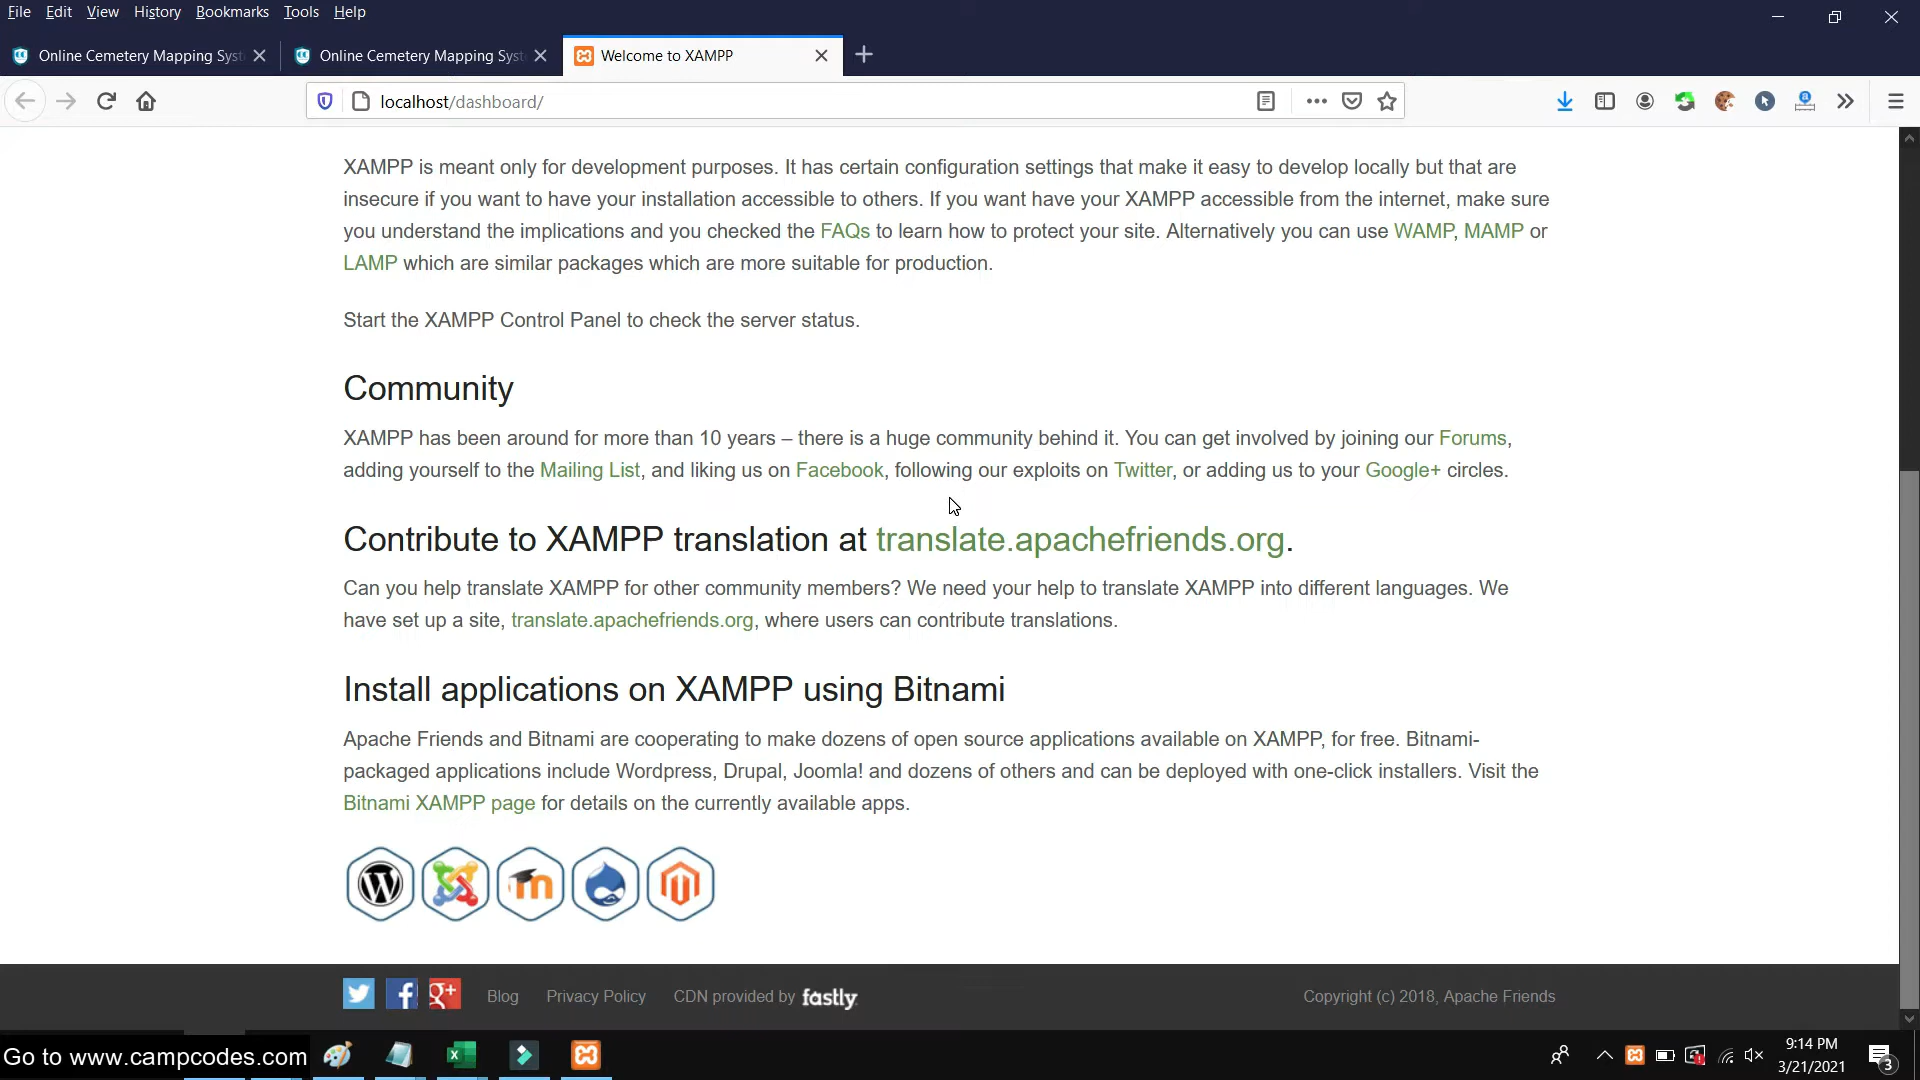 File Edit View History Bookmarks Tools Help
Online Cemetery Mapping Syst
Online Cemetery Mapping Syst
Welcome to XAMPP
localhost/dashboard/
XAMPP is meant only for development purposes. It has certain configuration settings that make it easy to develop locally but that are
insecure if you want to have your installation accessible to others. If you want have your XAMPP accessible from the internet, make sure
you understand the implications and you checked the FAQs to learn how to protect your site. Alternatively you can use WAMP, MAMP or
LAMP which are similar packages which are more suitable for production.
Start the XAMPP Control Panel to check the server status.
Community
XAMPP has been around for more than 10 years – there is a huge community behind it. You can get involved by joining our Forums,
adding yourself to the Mailing List, and liking us on Facebook, following our exploits on Twitter, or adding us to your Google+ circles.
Contribute to XAMPP translation at translate.apachefriends.org.
Can you help translate XAMPP for other community members? We need your help to translate XAMPP into different languages. We
have set up a site, translate.apachefriends.org, where users can contribute translations.
Install applications on XAMPP using Bitnami
Apache Friends and Bitnami are cooperating to make dozens of open source applications available on XAMPP, for free. Bitnami-
packaged applications include Wordpress, Drupal, Joomla! and dozens of others and can be deployed with one-click installers. Visit the
Bitnami XAMPP page for details on the currently available apps.
Blog Privacy Policy CDN provided by fastly
Copyright (c) 2018, Apache Friends
Go to www.campcodes.com
9:14 PM
3/21/2021
3